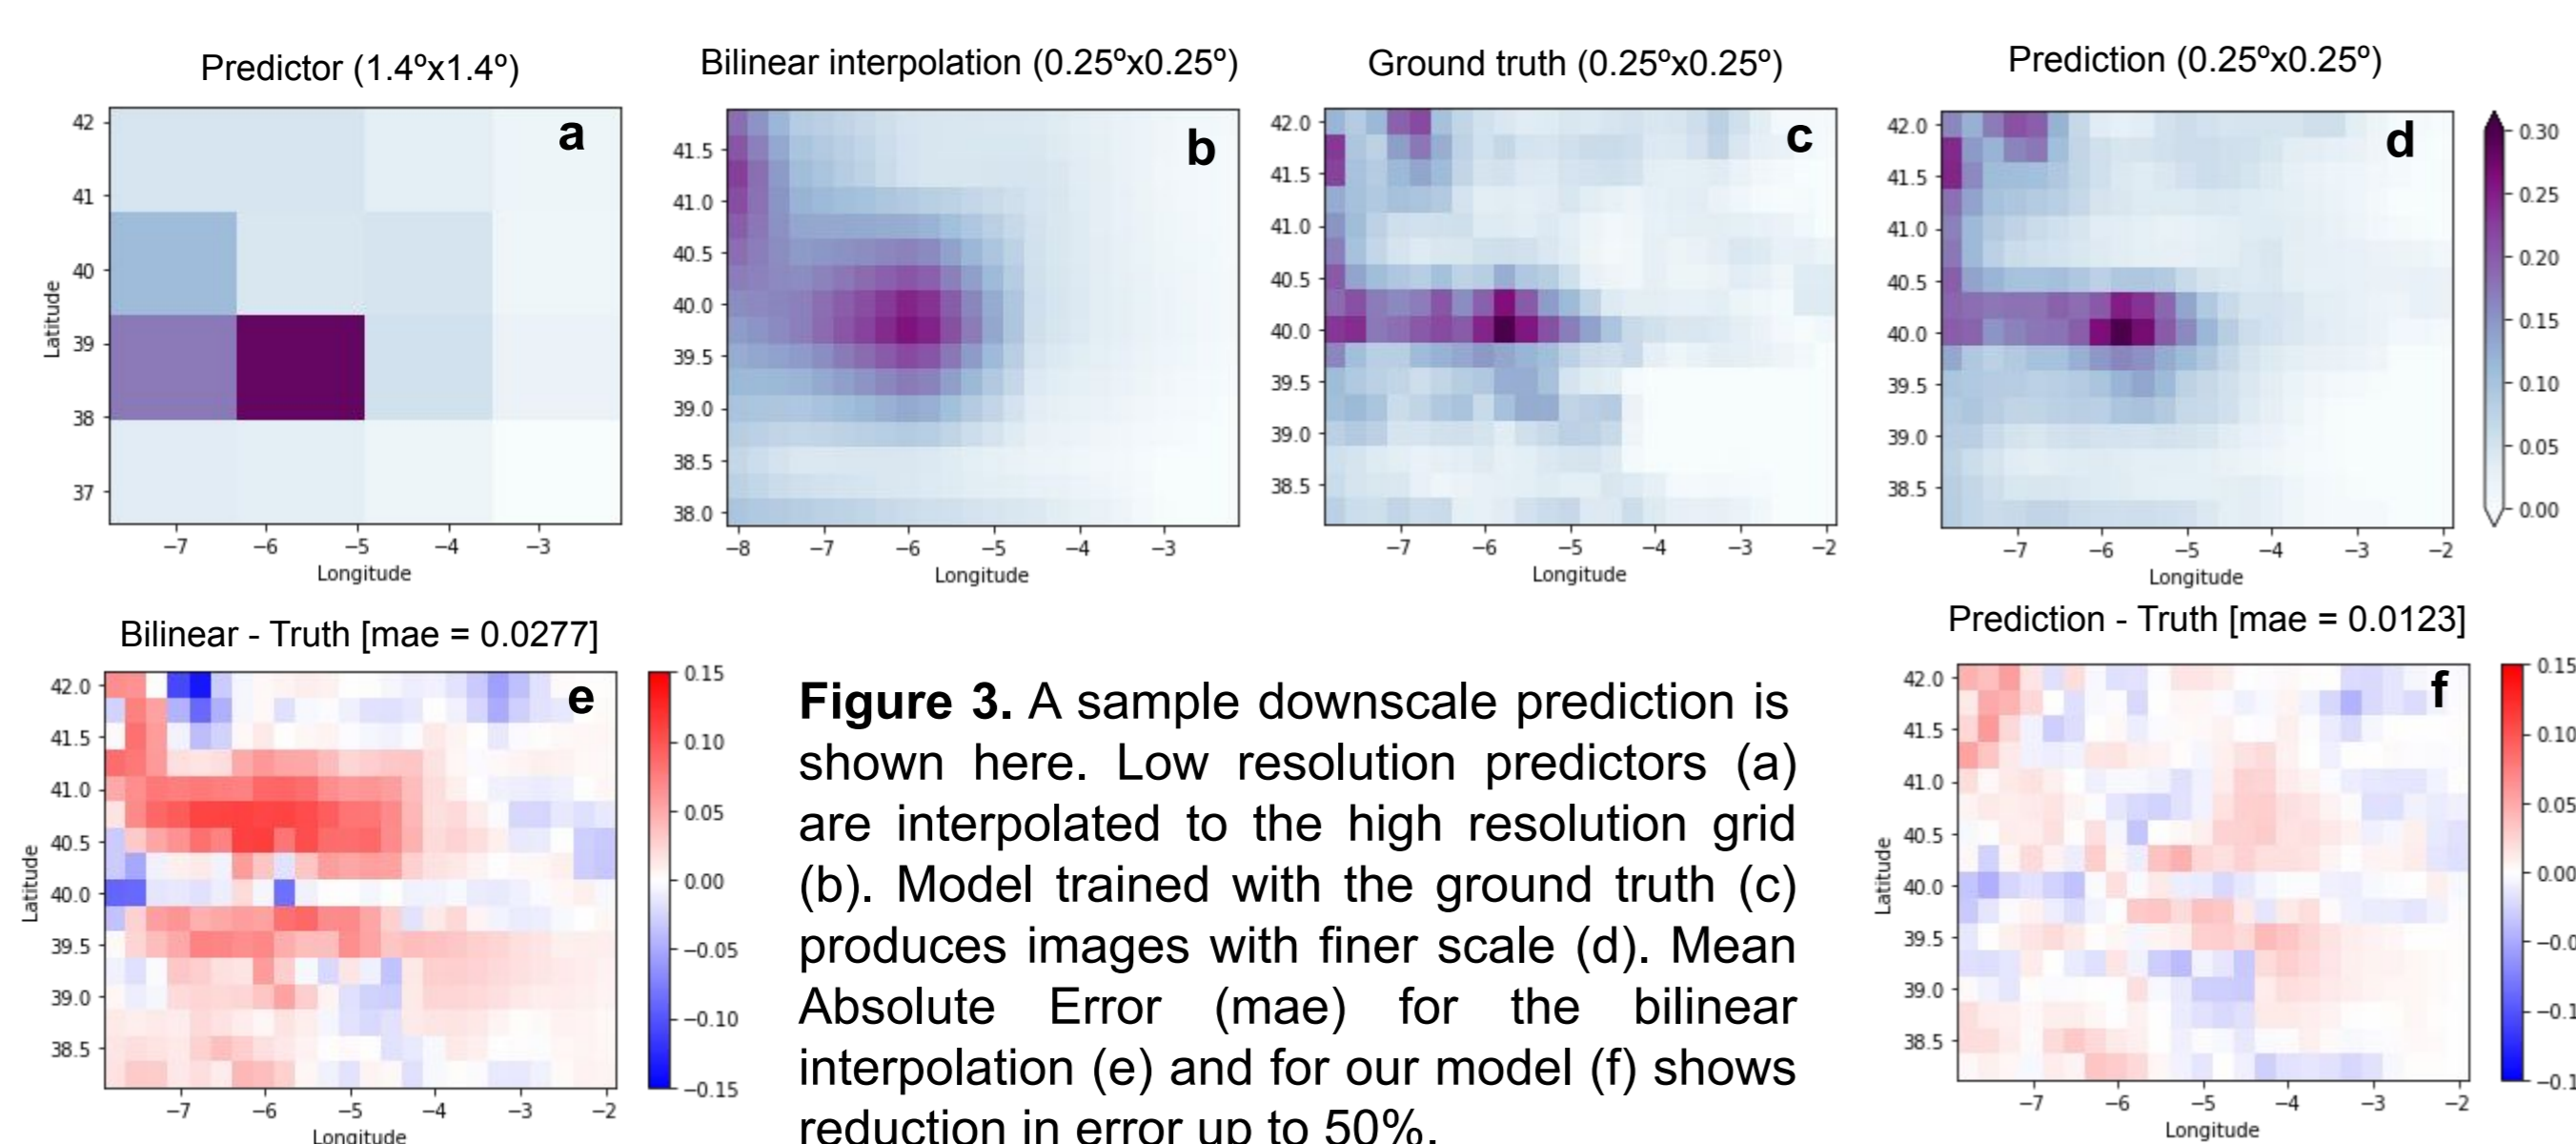 Predictor (1.4ºx1.4º)
a
42
41
40
39
38
37
Latitude
−7 −6 −5 −4 −3
Longitude
Bilinear interpolation (0.25ºx0.25º)
b
41.5
41.0
40.5
40.0
39.5
39.0
38.5
38.0
−8 −7 −6 −5 −4 −3
Longitude
Ground truth (0.25ºx0.25º)
c
42.0
41.5
41.0
40.5
40.0
39.5
39.0
38.5
−7 −6 −5 −4 −3 −2
Longitude
Prediction (0.25ºx0.25º)
d
42.0
41.5
41.0
40.5
40.0
39.5
39.0
38.5
−7 −6 −5 −4 −3 −2
Longitude
0.30
0.25
0.20
0.15
0.10
0.05
0.00
Bilinear - Truth [mae = 0.0277]
e
42.0
41.5
41.0
40.5
40.0
39.5
39.0
38.5
Latitude
−7 −6 −5 −4 −3 −2
Longitude
0.15
0.10
0.05
0.00
−0.05
−0.10
−0.15
Figure 3. A sample downscale prediction is
shown here. Low resolution predictors (a)
are interpolated to the high resolution grid
(b). Model trained with the ground truth (c)
produces images with finer scale (d). Mean
Absolute Error (mae) for the bilinear
interpolation (e) and for our model (f) shows
reduction in error up to 50%.
Prediction - Truth [mae = 0.0123]
f
42.0
41.5
41.0
40.5
40.0
39.5
39.0
38.5
Latitude
−7 −6 −5 −4 −3 −2
Longitude
0.15
0.10
0.05
0.00